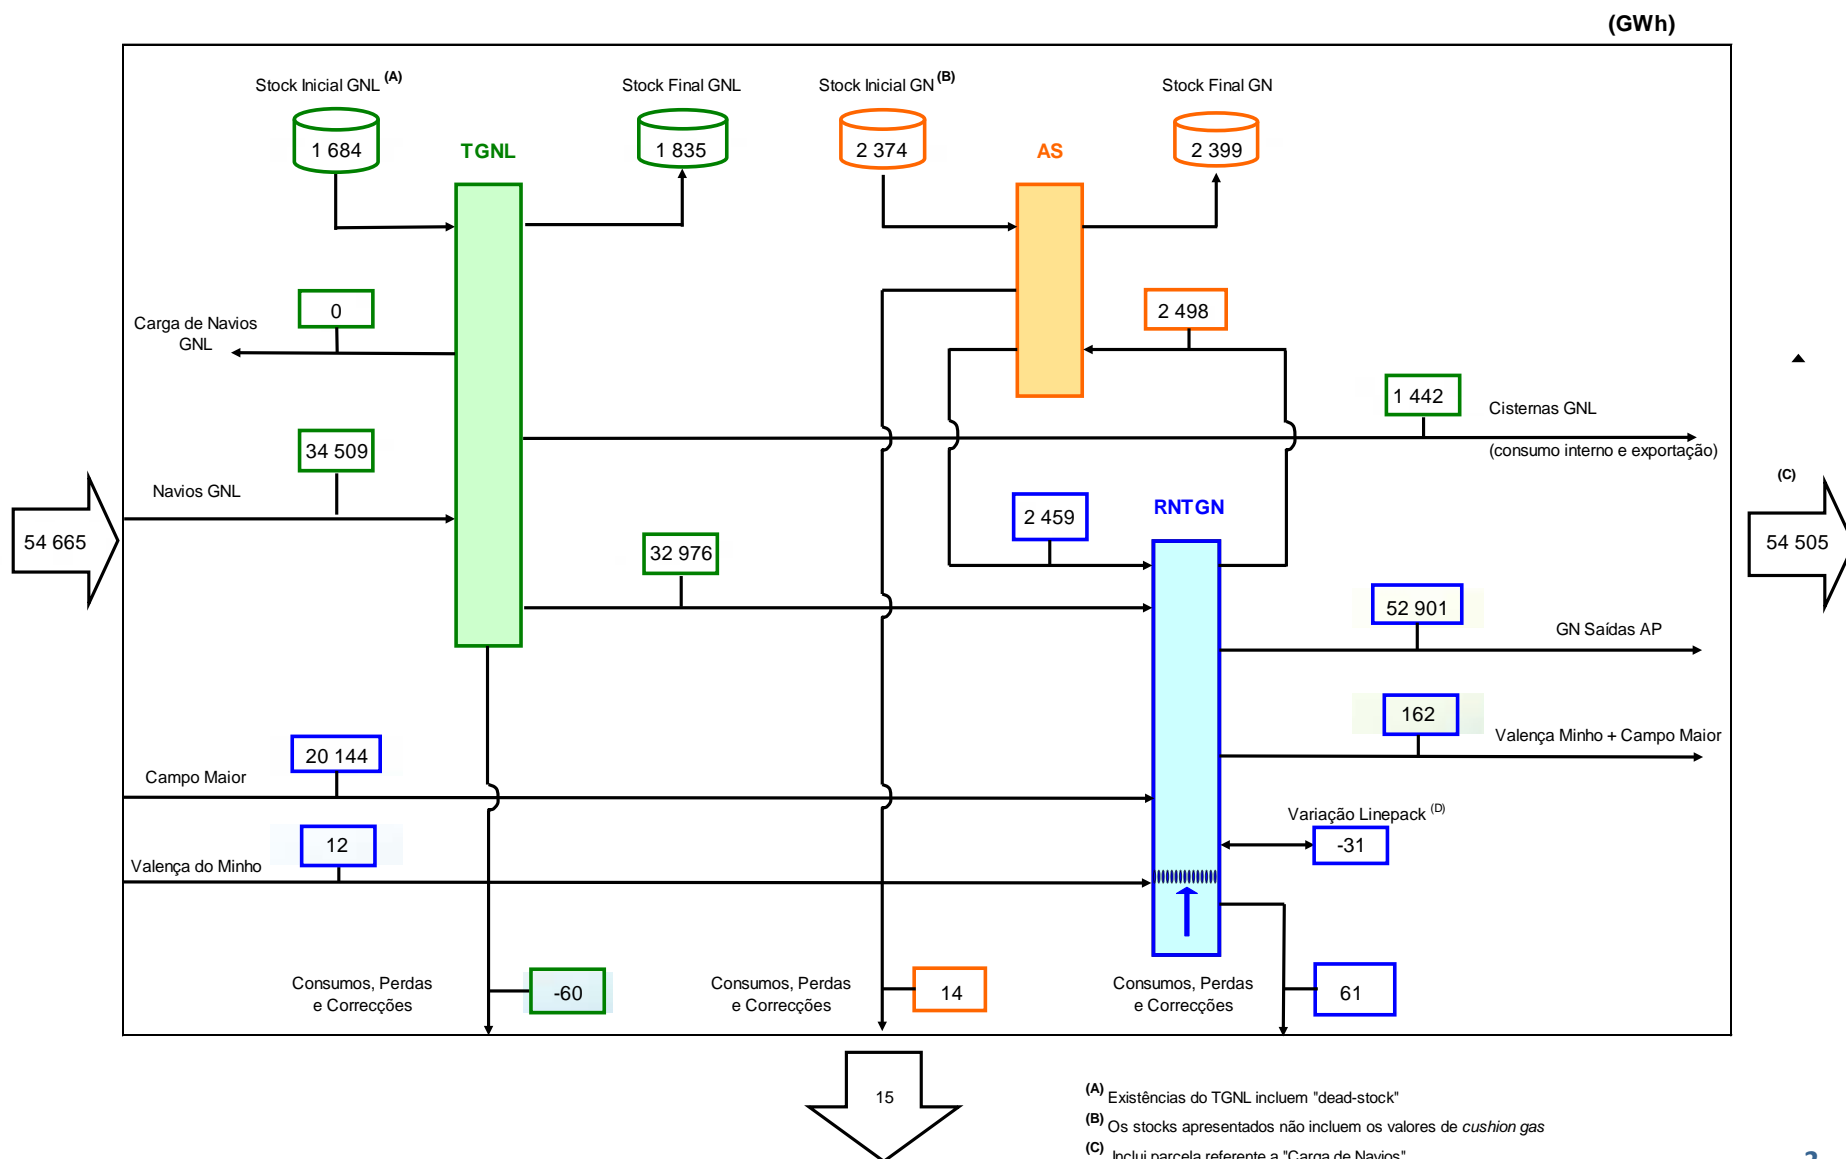 (GWh)
Stock Inicial GNL (A)
Stock Final GNL
Stock Inicial GN (B)
Stock Final GN
1 684
TGNL
1 835
2 374
AS
2 399
0
Carga de Navios
GNL
2 498
1 442
Cisternas GNL
(consumo interno e exportação)
34 509
Navios GNL
(C)
54 665
2 459
RNTGN
54 505
32 976
52 901
GN Saídas AP
162
Valença Minho + Campo Maior
20 144
Campo Maior
Variação Linepack (D)
-31
12
Valença do Minho
Consumos, Perdas
e Correcções
-60
Consumos, Perdas
e Correcções
14
Consumos, Perdas
e Correcções
61
15
(A) Existências do TGNL incluem "dead-stock"
(B) Os stocks apresentados não incluem os valores de cushion gas
(C) Inclui parcela referente a "Carga de Navios"